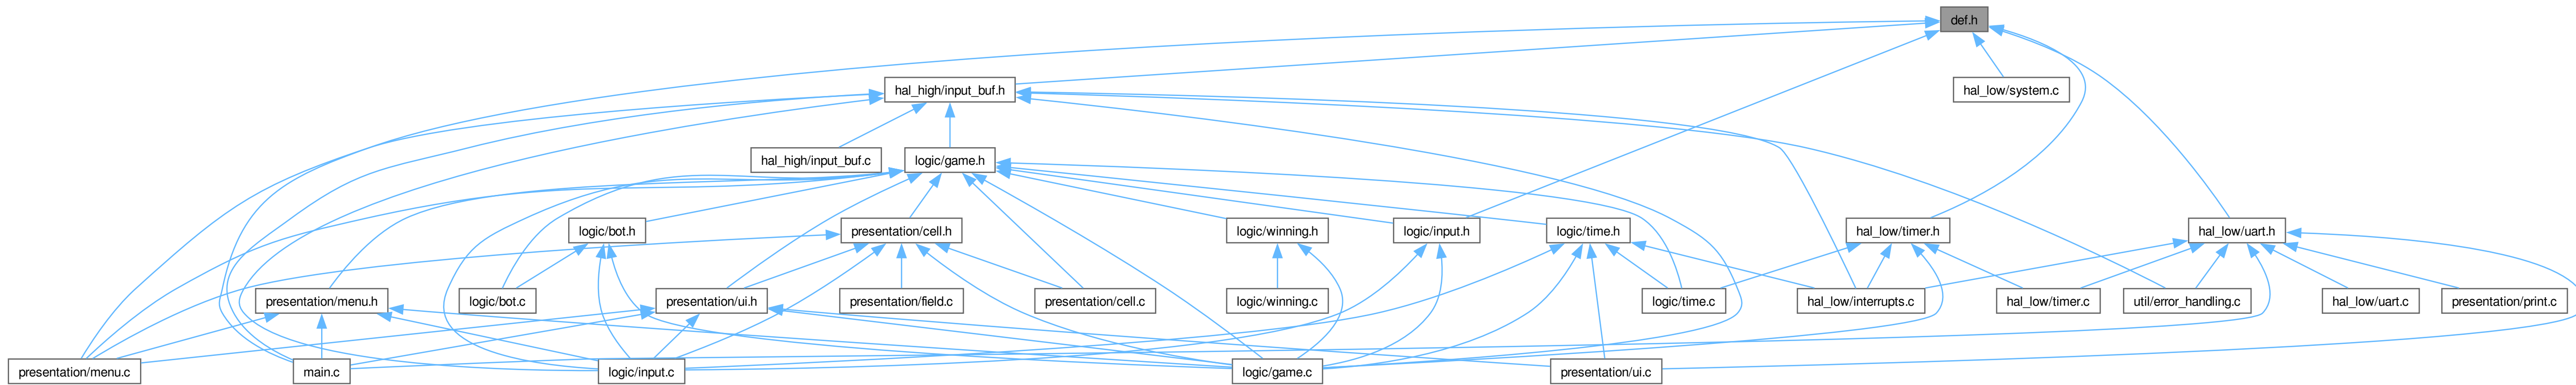 def.h
hal_high/input_buf.h
hal_low/system.c
hal_high/input_buf.c
logic/game.h
logic/bot.h
presentation/cell.h
logic/winning.h
logic/input.h
logic/time.h
hal_low/timer.h
hal_low/uart.h
presentation/menu.h
logic/bot.c
presentation/ui.h
presentation/field.c
presentation/cell.c
logic/winning.c
logic/time.c
hal_low/interrupts.c
hal_low/timer.c
util/error_handling.c
hal_low/uart.c
presentation/print.c
presentation/menu.c
main.c
logic/input.c
logic/game.c
presentation/ui.c